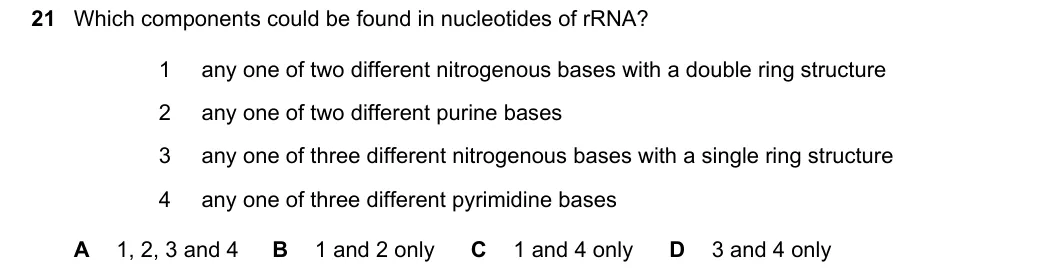 21 Which components could be found in nucleotides of rRNA?
1 any one of two different nitrogenous bases with a double ring structure
2 any one of two different purine bases
3 any one of three different nitrogenous bases with a single ring structure
4 any one of three different pyrimidine bases
A 1, 2, 3 and 4 B 1 and 2 only C 1 and 4 only D 3 and 4 only